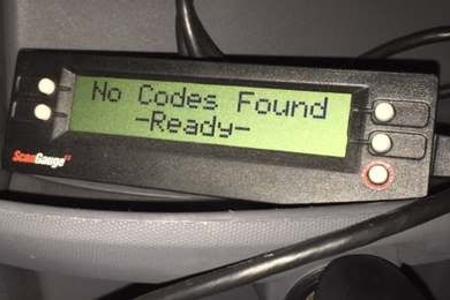 No Codes Found
-Ready-
ScanGauge